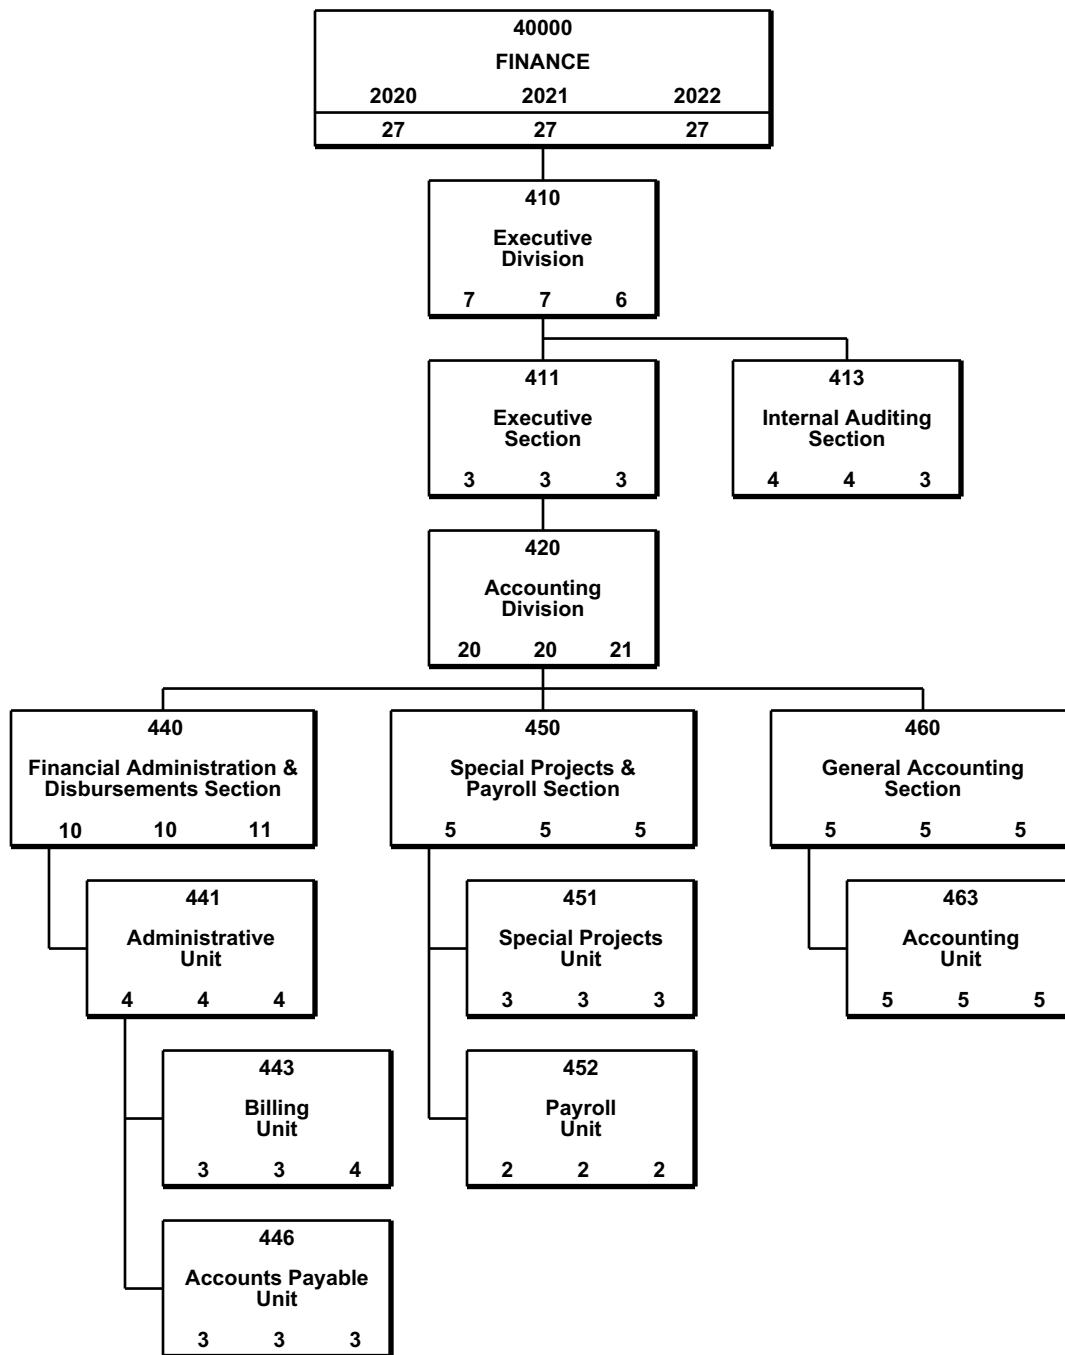 40000
FINANCE
2020 2021 2022
27 27 27
410
Executive
Division
7 7 6
411
Executive
Section
3 3 3
413
Internal Auditing
Section
4 4 3
420
Accounting
Division
20 20 21
440
Financial Administration &
Disbursements Section
10 10 11
450
Special Projects &
Payroll Section
5 5 5
460
General Accounting
Section
5 5 5
441
Administrative
Unit
4 4 4
451
Special Projects
Unit
3 3 3
463
Accounting
Unit
5 5 5
443
Billing
Unit
3 3 4
452
Payroll
Unit
2 2 2
446
Accounts Payable
Unit
3 3 3